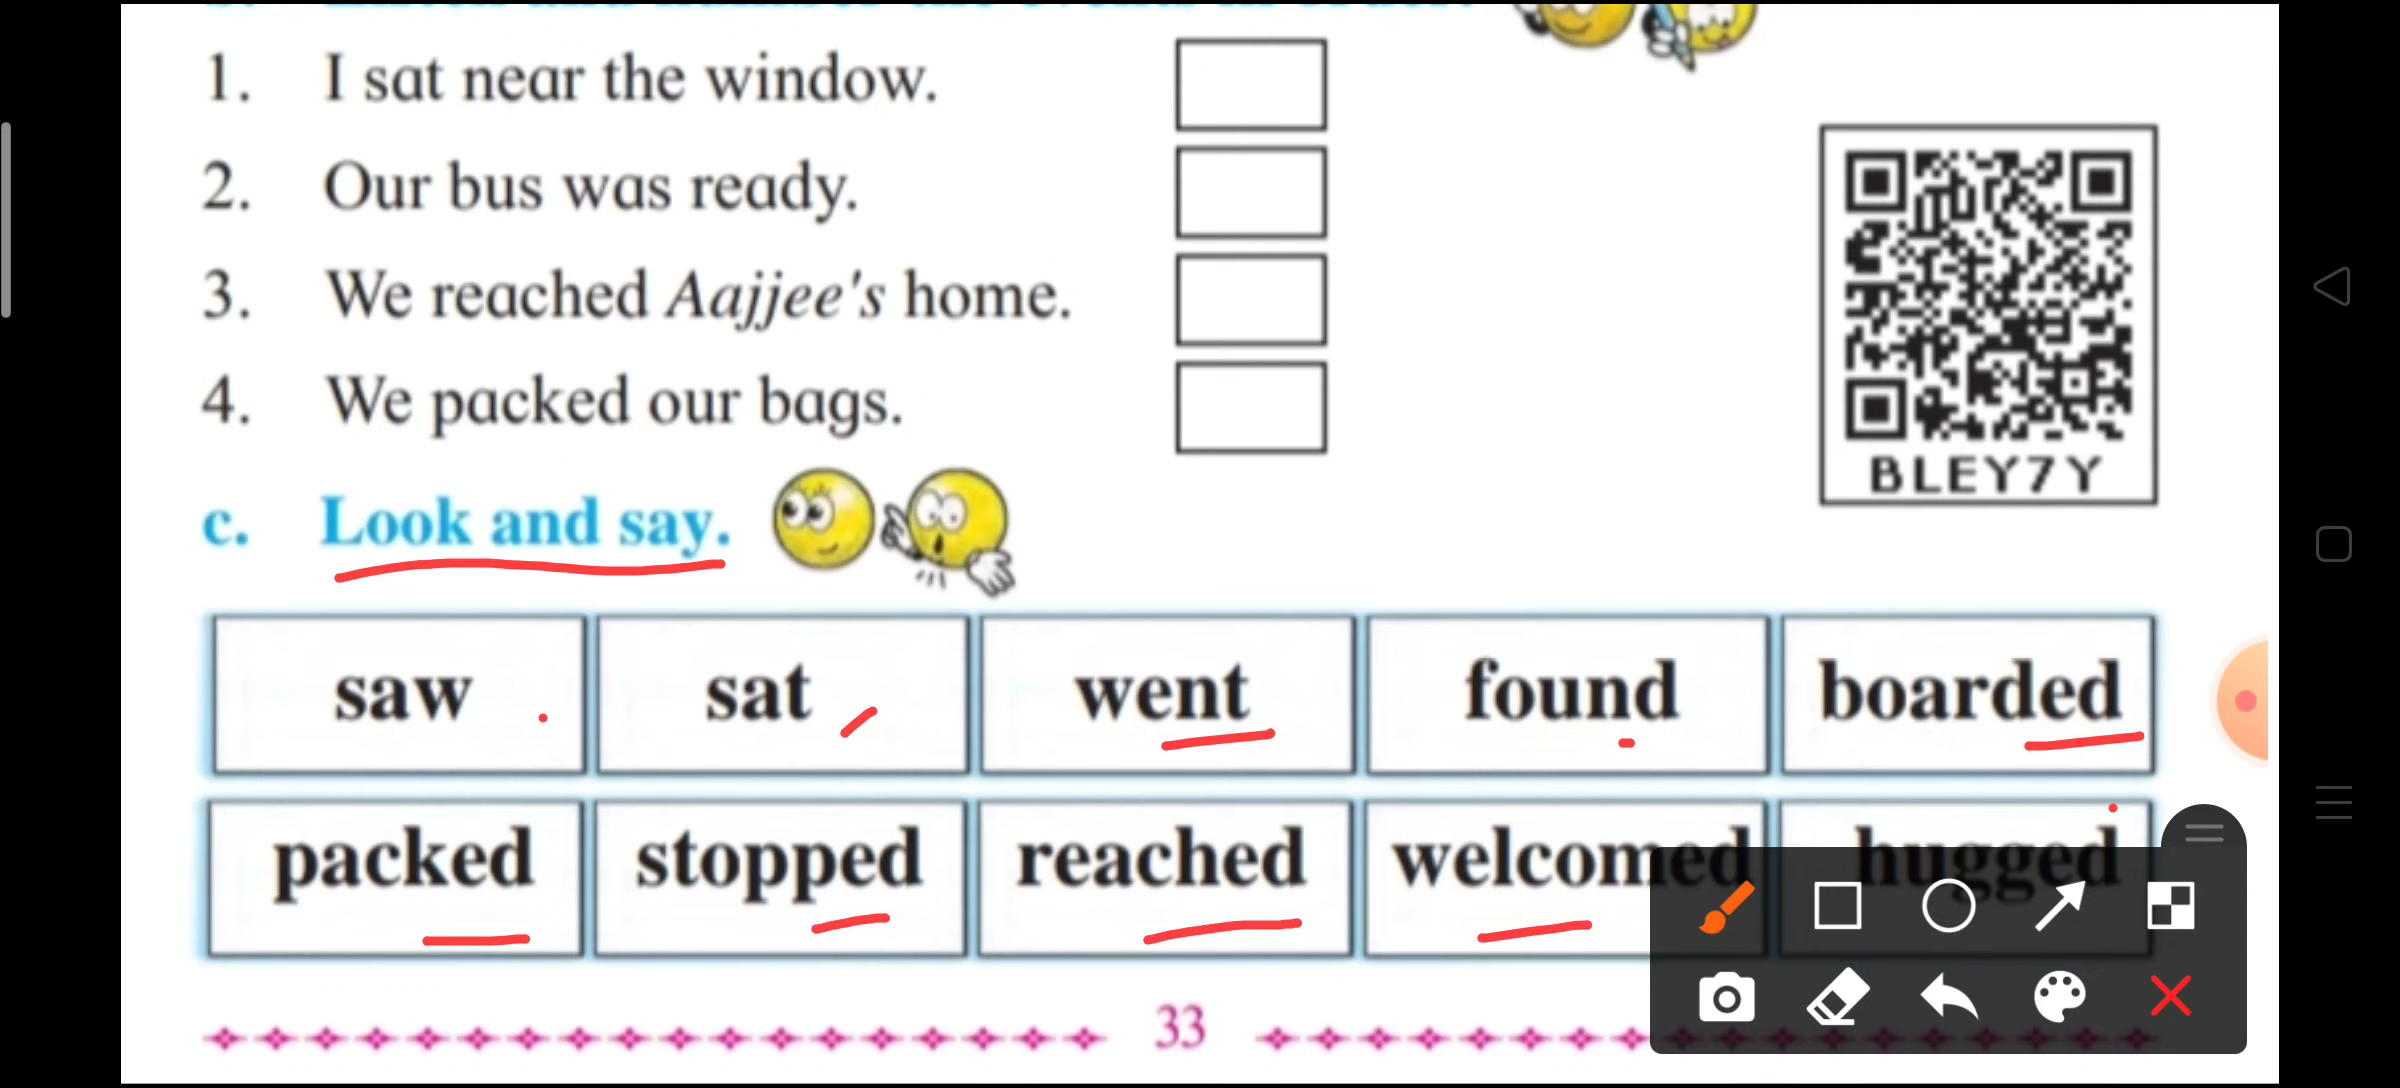 1. I sat near the window.
2. Our bus was ready.
3. We reached Aajjee's home.
4. We packed our bags.
BLEY7Y
c. Look and say.
saw sat went found boarded
packed stopped reached welcomed hugged
33